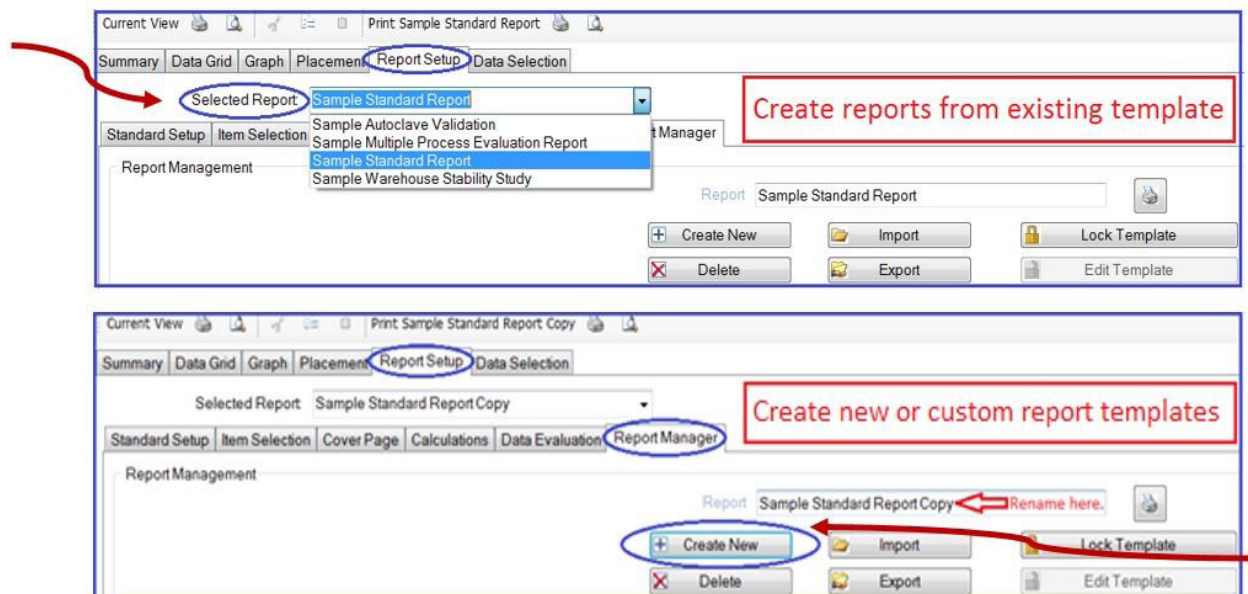 Current View Print Sample Standard Report
Summary Data Grid Graph Placement Report Setup Data Selection
Selected Report Sample Standard Report
Create reports from existing template
Sample Autoclave Validation
Sample Multiple Process Evaluation Report
Sample Standard Report
Sample Warehouse Stability Study
Standard Setup Item Selection t Manager
Report Management
Report Sample Standard Report
Create New Import Lock Template
Delete Export Edit Template
Current View Print Sample Standard Report Copy
Summary Data Grid Graph Placement Report Setup Data Selection
Selected Report Sample Standard Report Copy
Create new or custom report templates
Standard Setup Item Selection Cover Page Calculations Data Evaluation Report Manager
Report Management
Report Sample Standard Report Copy Rename here.
Create New Import Lock Template
Delete Export Edit Template